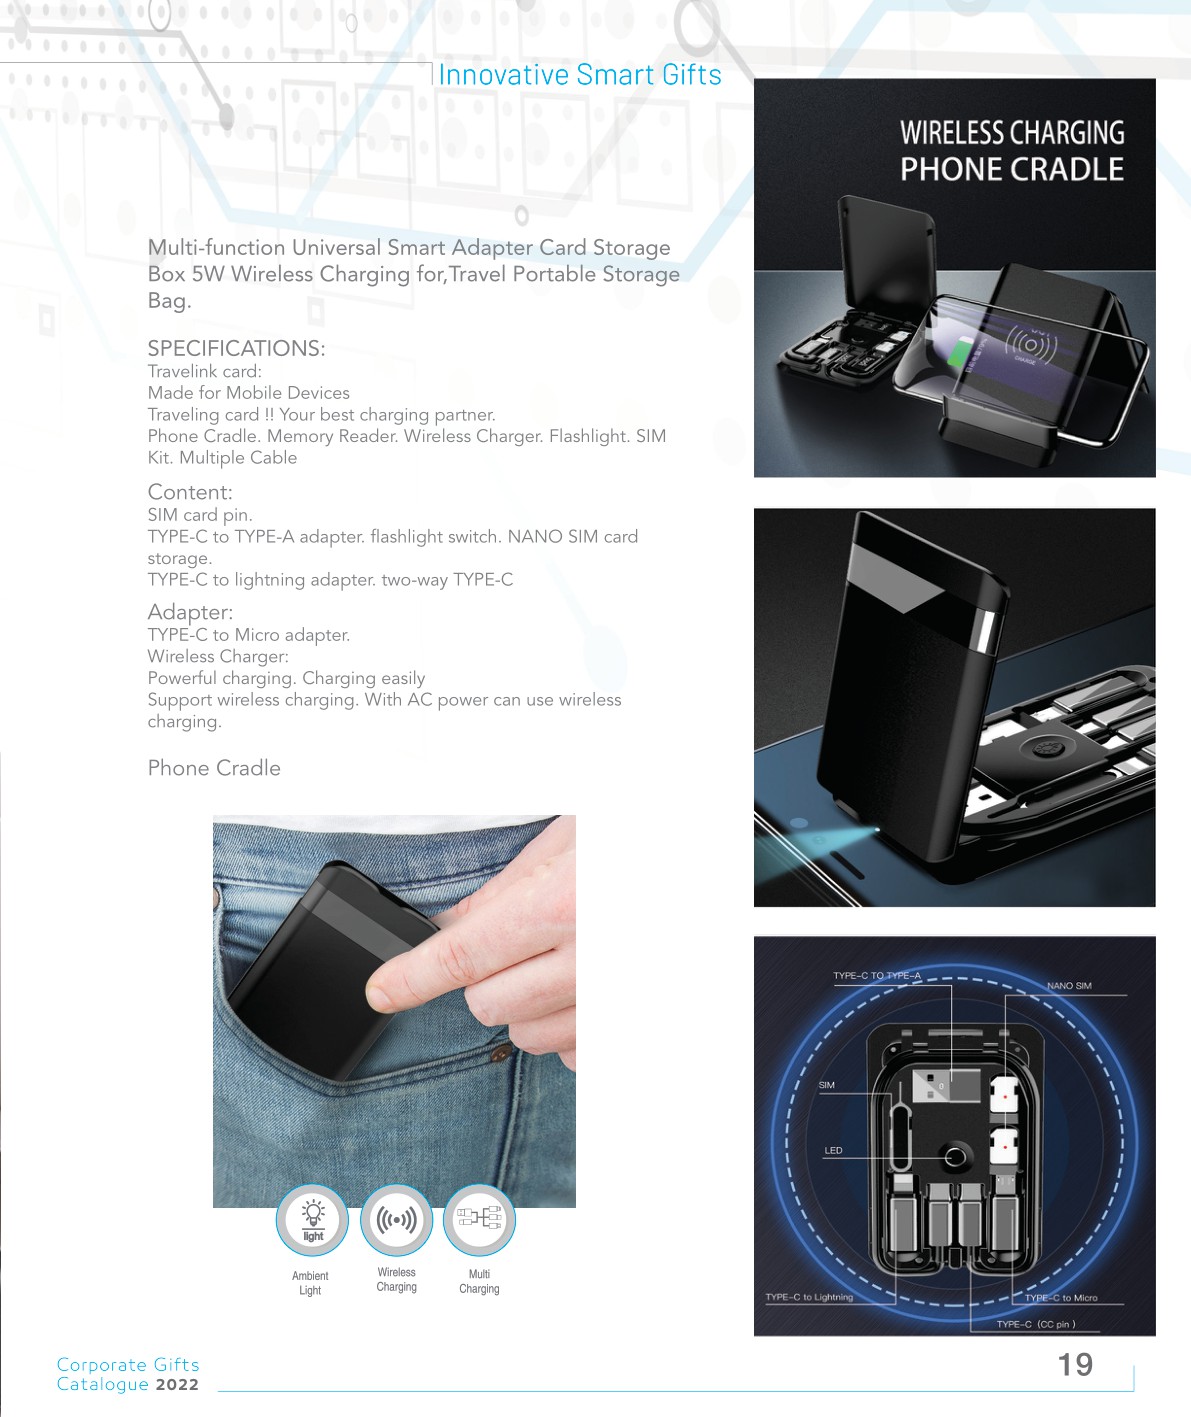 Innovative Smart Gifts
WIRELESS CHARGING
PHONE CRADLE
CHARGE
Multi-function Universal Smart Adapter Card Storage
Box 5W Wireless Charging for,Travel Portable Storage
Bag.
SPECIFICATIONS:
Travelink card:
Made for Mobile Devices
Traveling card !! Your best charging partner.
Phone Cradle. Memory Reader. Wireless Charger. Flashlight. SIM
Kit. Multiple Cable
Content:
SIM card pin.
TYPE-C to TYPE-A adapter. flashlight switch. NANO SIM card
storage.
TYPE-C to lightning adapter. two-way TYPE-C
Adapter:
TYPE-C to Micro adapter.
Wireless Charger:
Powerful charging. Charging easily
Support wireless charging. With AC power can use wireless
charging.
Phone Cradle
light
Ambient
Light
Wireless
Charging
Multi
Charging
TYPE-C TO TYPE-A
NANO SIM
SIM
LED
TYPE-C to Lightning
TYPE-C to Micro
TYPE-C (CC pin )
Corporate Gifts
Catalogue 2022
19